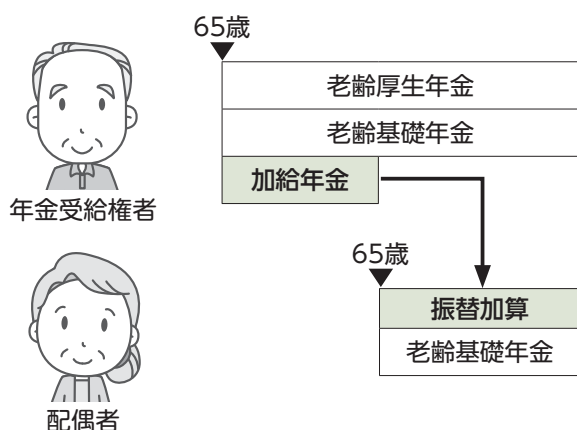 65歳
老齢厚生年金
老齢基礎年金
加給年金
年金受給権者
65歳
振替加算
老齢基礎年金
配偶者